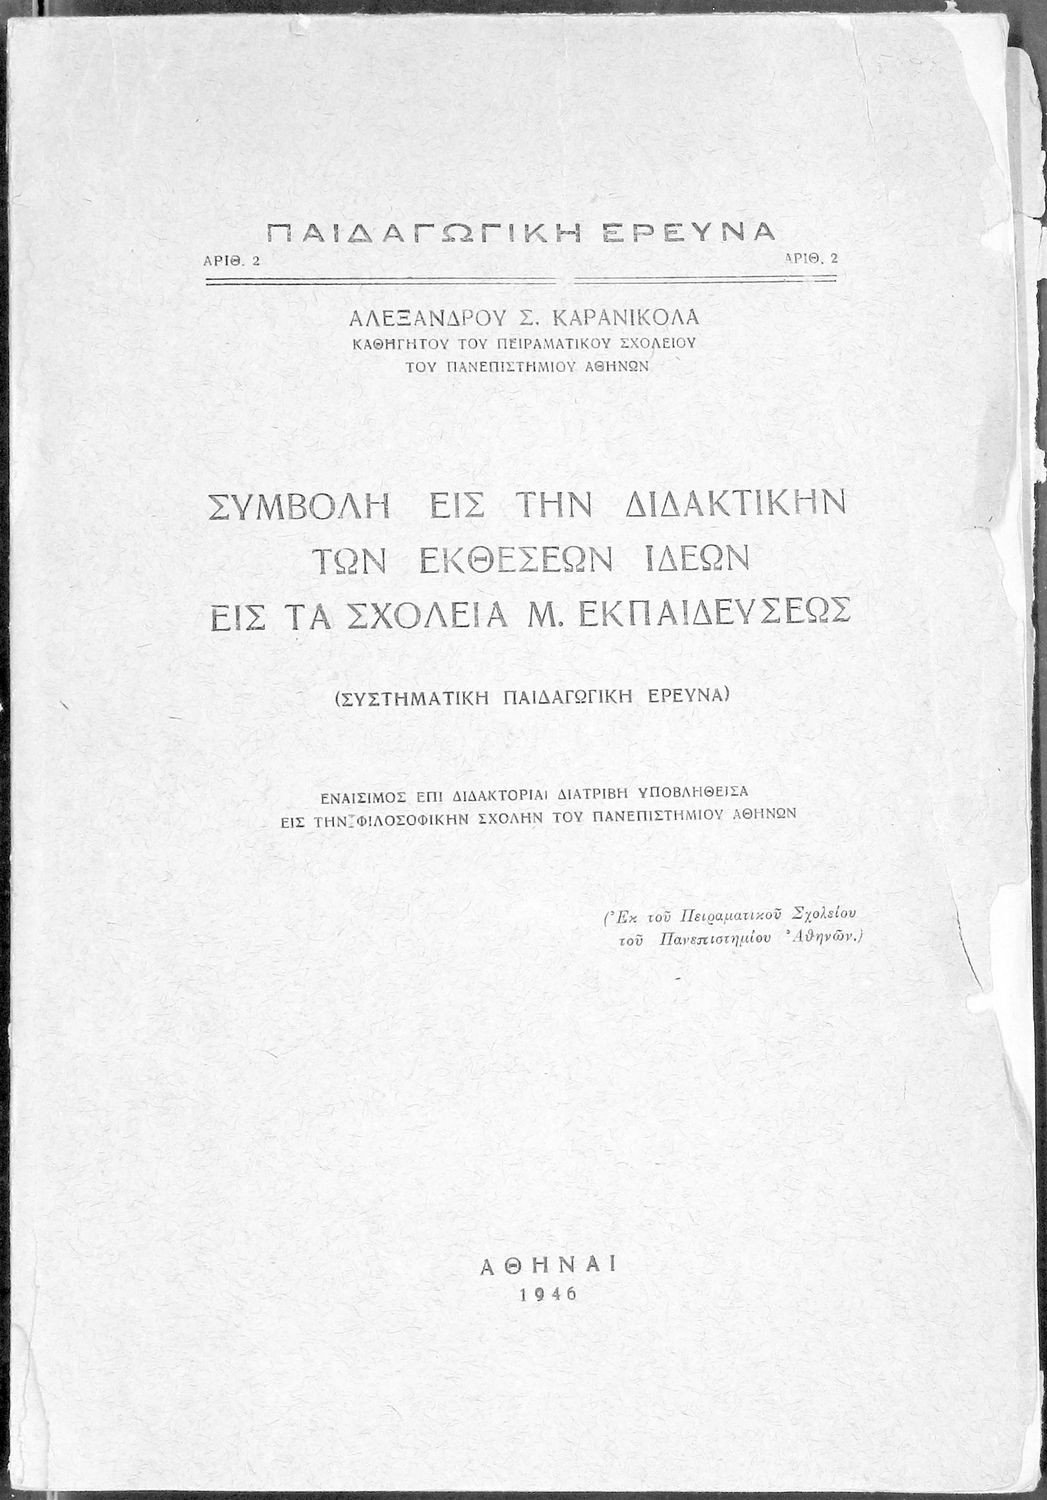 ΠΑΙΔΑΓΩΓΙΚΗ ΕΡΕΥΝΑ
ΑΡΙΘ. 2 ΑΡΙΘ. 2
ΑΛΕΞΑΝΔΡΟΥ Σ. ΚΑΡΑΝΙΚΟΛΑ
ΚΑΘΗΓΗΤΟΥ ΤΟΥ ΠΕΙΡΑΜΑΤΙΚΟΥ ΣΧΟΛΕΙΟΥ
ΤΟΥ ΠΑΝΕΠΙΣΤΗΜΙΟΥ ΑΘΗΝΩΝ
ΣΥΜΒΟΛΗ ΕΙΣ ΤΗΝ ΔΙΔΑΚΤΙΚΗΝ
ΤΩΝ ΕΚΘΕΣΕΩΝ ΙΔΕΩΝ
ΕΙΣ ΤΑ ΣΧΟΛΕΙΑ Μ. ΕΚΠΑΙΔΕΥΣΕΩΣ
(ΣΥΣΤΗΜΑΤΙΚΗ ΠΑΙΔΑΓΩΓΙΚΗ ΕΡΕΥΝΑ)
ΕΝΑΙΣΙΜΟΣ ΕΠΙ ΔΙΔΑΚΤΟΡΙΑΙ ΔΙΑΤΡΙΒΗ ΥΠΟΒΛΗΘΕΙΣΑ
ΕΙΣ ΤΗΝ ΦΙΛΟΣΟΦΙΚΗΝ ΣΧΟΛΗΝ ΤΟΥ ΠΑΝΕΠΙΣΤΗΜΙΟΥ ΑΘΗΝΩΝ
(Ἐκ τοῦ Πειραματικοῦ Σχολείου
τοῦ Πανεπιστημίου Ἀθηνῶν.)
ΑΘΗΝΑΙ
1946